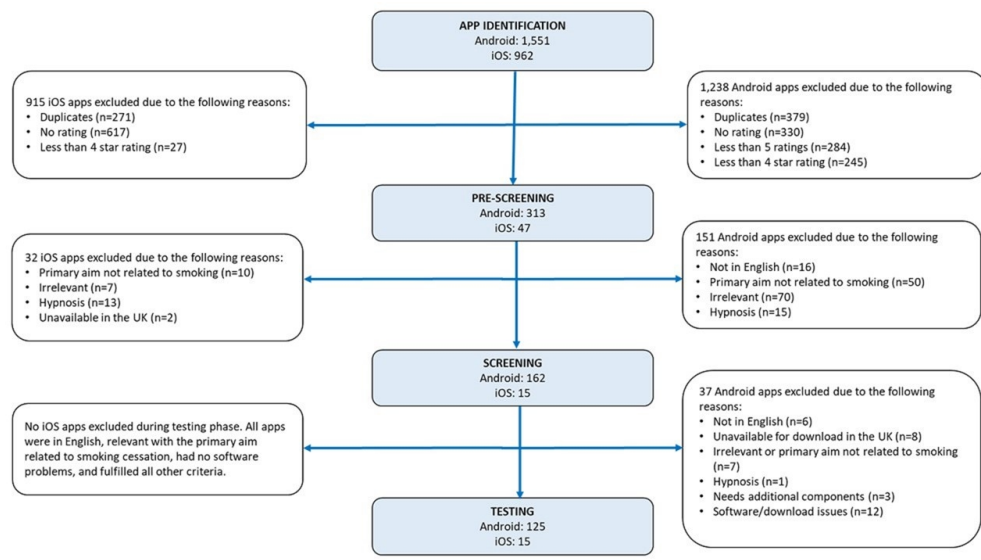 APP IDENTIFICATION
Android: 1,551
iOS: 962
915 iOS apps excluded due to the following reasons:
• Duplicates (n=271)
• No rating (n=617)
• Less than 4 star rating (n=27)
1,238 Android apps excluded due to the following
reasons:
• Duplicates (n=379)
• No rating (n=330)
• Less than 5 ratings (n=284)
• Less than 4 star rating (n=245)
PRE-SCREENING
Android: 313
iOS: 47
32 iOS apps excluded due to the following reasons:
• Primary aim not related to smoking (n=10)
• Irrelevant (n=7)
• Hypnosis (n=13)
• Unavailable in the UK (n=2)
151 Android apps excluded due to the following
reasons:
• Not in English (n=16)
• Primary aim not related to smoking (n=50)
• Irrelevant (n=70)
• Hypnosis (n=15)
SCREENING
Android: 162
iOS: 15
No iOS apps excluded during testing phase. All apps
were in English, relevant with the primary aim
related to smoking cessation, had no software
problems, and fulfilled all other criteria.
37 Android apps excluded due to the following
reasons:
• Not in English (n=6)
• Unavailable for download in the UK (n=8)
• Irrelevant or primary aim not related to smoking
(n=7)
• Hypnosis (n=1)
• Needs additional components (n=3)
• Software/download issues (n=12)
TESTING
Android: 125
iOS: 15